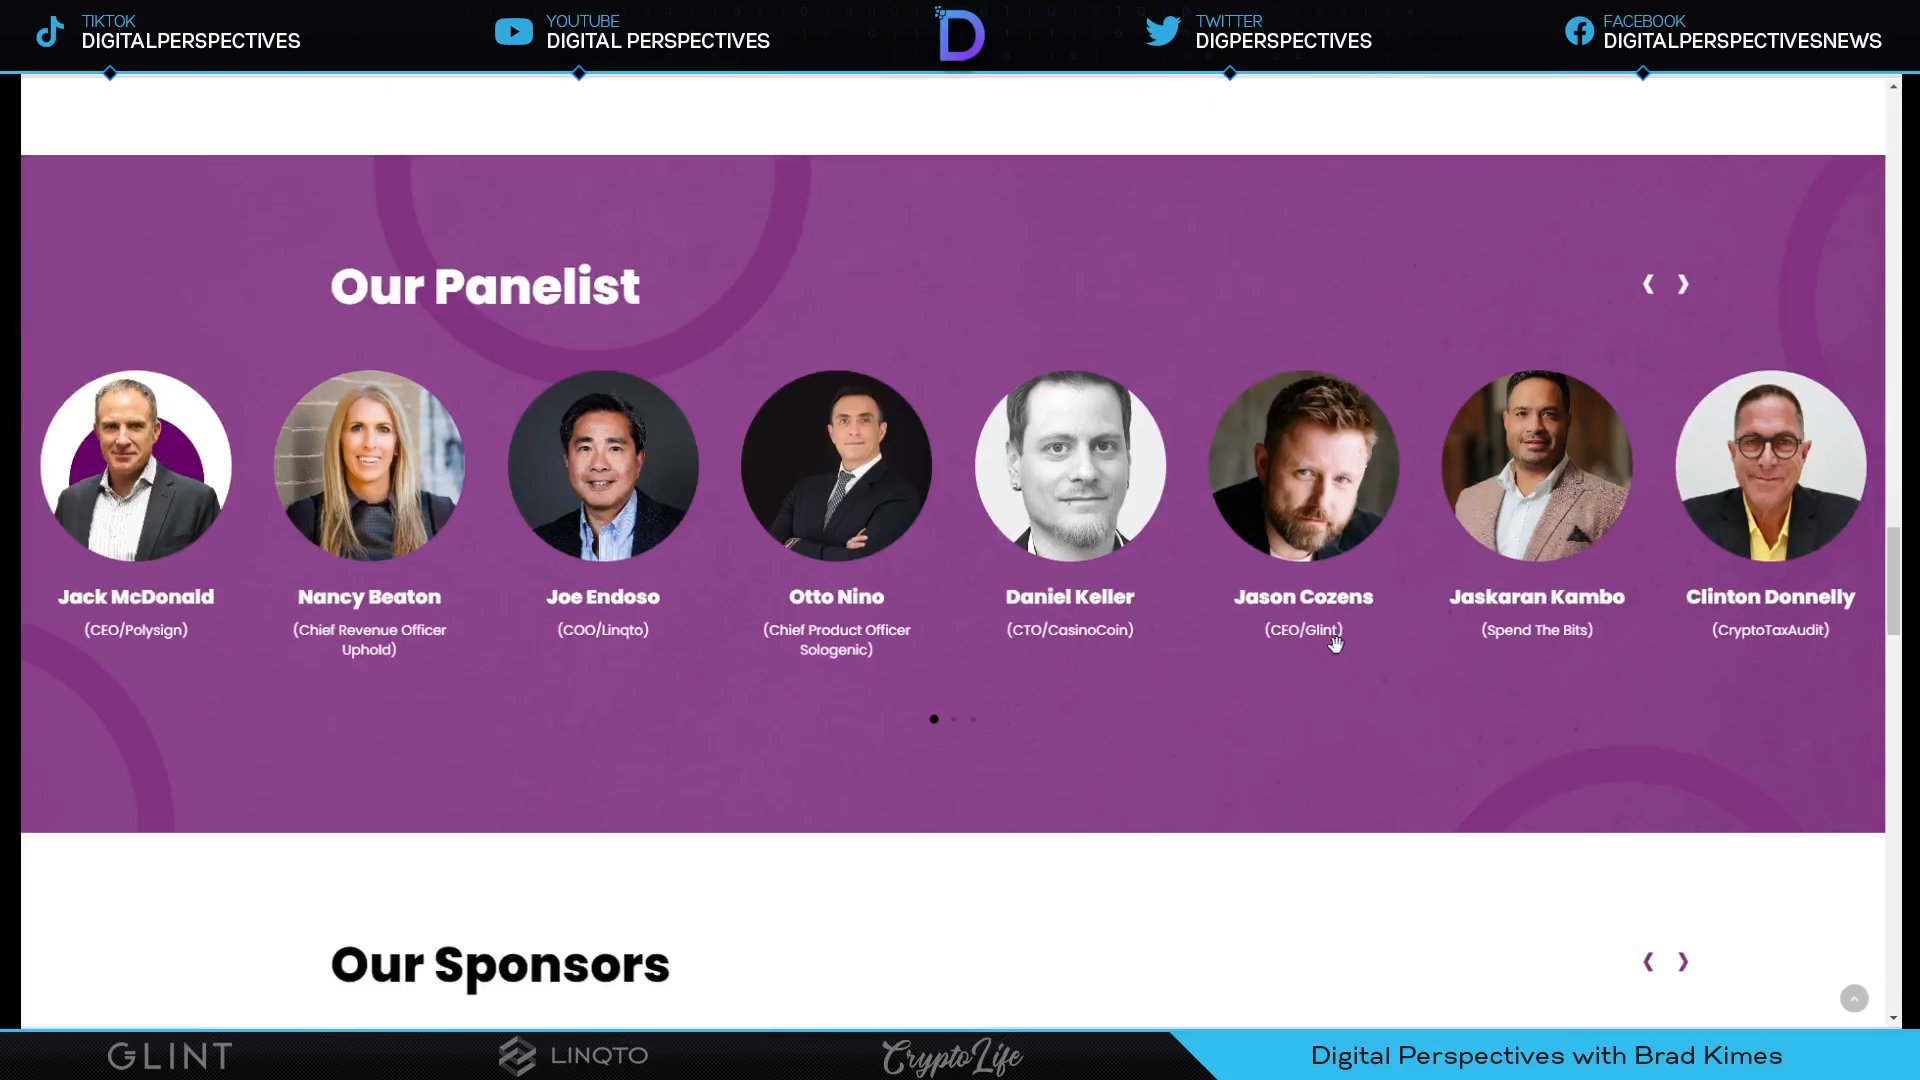 TIKTOK
DIGITALPERSPECTIVES
YOUTUBE
DIGITAL PERSPECTIVES
D
TWITTER
DIGPERSPECTIVES
FACEBOOK
DIGITALPERSPECTIVESNEWS
Our Panelist
Jack McDonald
(CEO/Polysign)
Nancy Beaton
(Chief Revenue Officer
Uphold)
Joe Endoso
(COO/Linqto)
Otto Nino
(Chief Product Officer
Sologenic)
Daniel Keller
(CTO/CasinoCoin)
Jason Cozens
(CEO/Glint)
Jaskaran Kambo
(Spend The Bits)
Clinton Donnelly
(CryptoTaxAudit)
Our Sponsors
GLINT
LINQTO
CryptoLife
Digital Perspectives with Brad Kimes